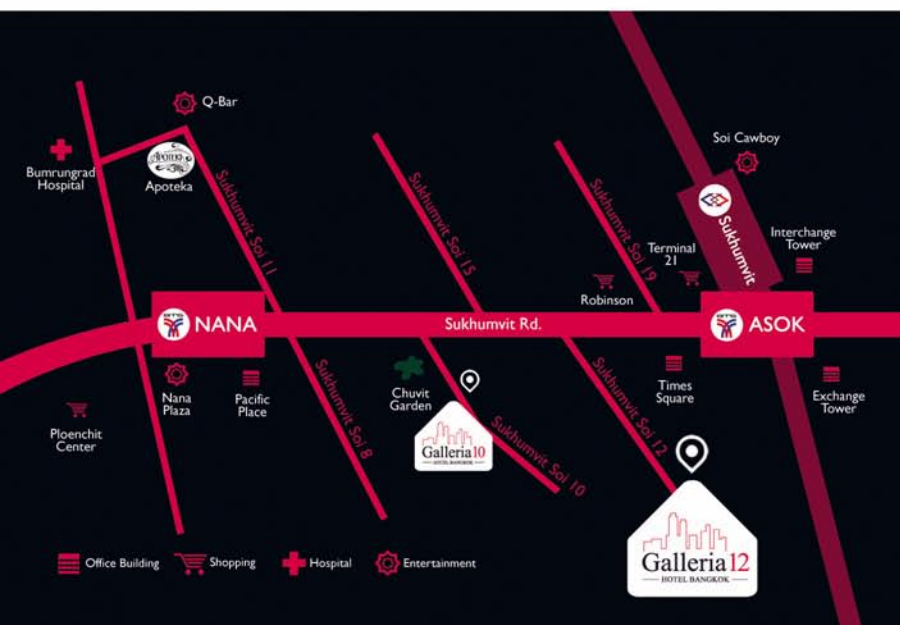 Q-Bar
Soi Cawboy
Bumrungrad
Hospital
APOTEKA
Apoteka
Sukhumvit Soi 11
Sukhumvit Soi 15
Sukhumvit Soi 19
Sukhumvit
Terminal
21
Interchange
Tower
Robinson
BTS
NANA
Sukhumvit Rd.
BTS
ASOK
Nana
Plaza
Pacific
Place
Chuvit
Garden
Times
Square
Exchange
Tower
Ploenchit
Center
Sukhumvit Soi 8
Galleria10
HOTEL BANGKOK
Sukhumvit Soi 10
Sukhumvit Soi 12
Galleria12
HOTEL BANGKOK
Office Building
Shopping
Hospital
Entertainment